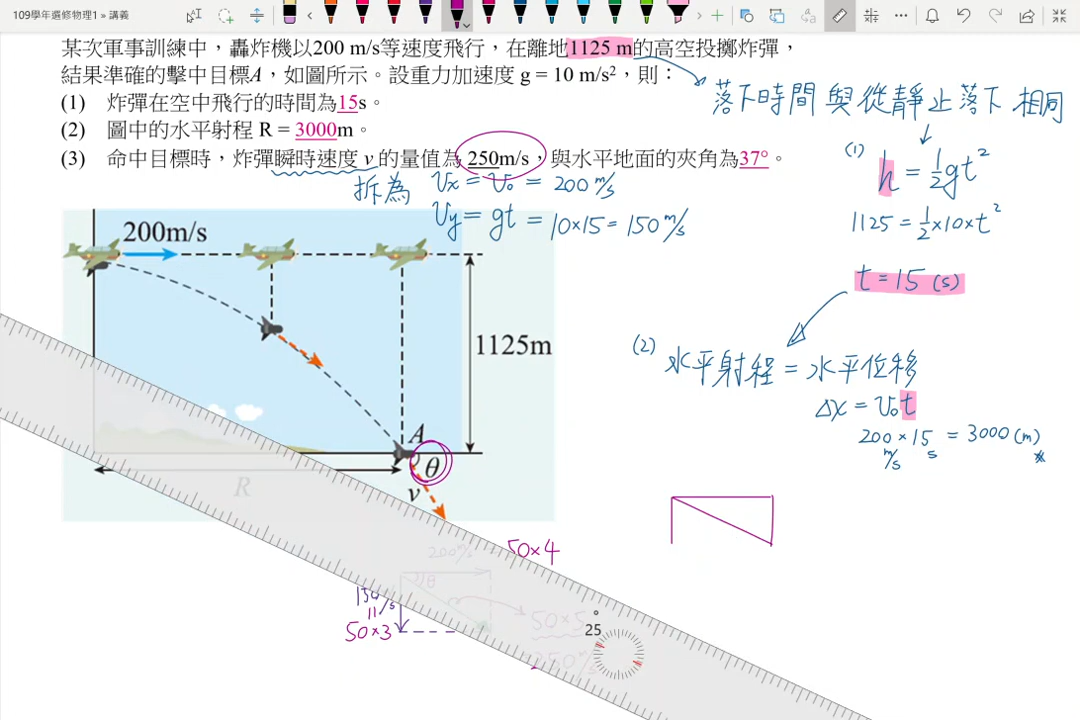 109學年選修物理1 » 講義
某次軍事訓練中，轟炸機以200 m/s等速度飛行，在離地1125 m的高空投擲炸彈，
結果準確的擊中目標A，如圖所示。設重力加速度 g = 10 m/s²，則：
(1) 炸彈在空中飛行的時間為15s。
(2) 圖中的水平射程 R = 3000m。
(3) 命中目標時，炸彈瞬時速度 v 的量值為 250m/s，與水平地面的夾角為37°。
拆為 Vx = V₀ = 200 m/s
Vy = gt = 10×15 = 150 m/s
落下時間與從靜止落下相同
(1) h = ½gt²
1125 = ½×10×t²
t = 15 (s)
(2) 水平射程 = 水平位移
Δx = V₀t
200 m/s × 15 s = 3000 (m)
200m/s
1125m
A
θ
v
R
50×4
200m/s
θ
150 m/s
50×3
50×5
250m/s
25°